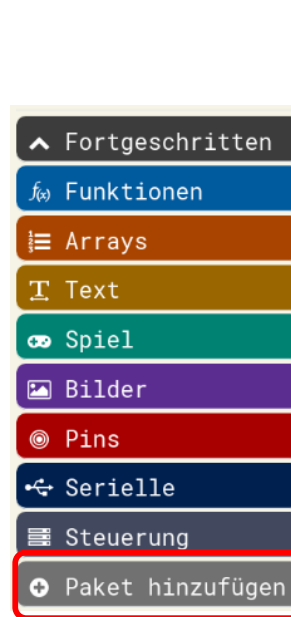 Fortgeschritten
f(x) Funktionen
Arrays
Text
Spiel
Bilder
Pins
Serielle
Steuerung
Paket hinzufügen